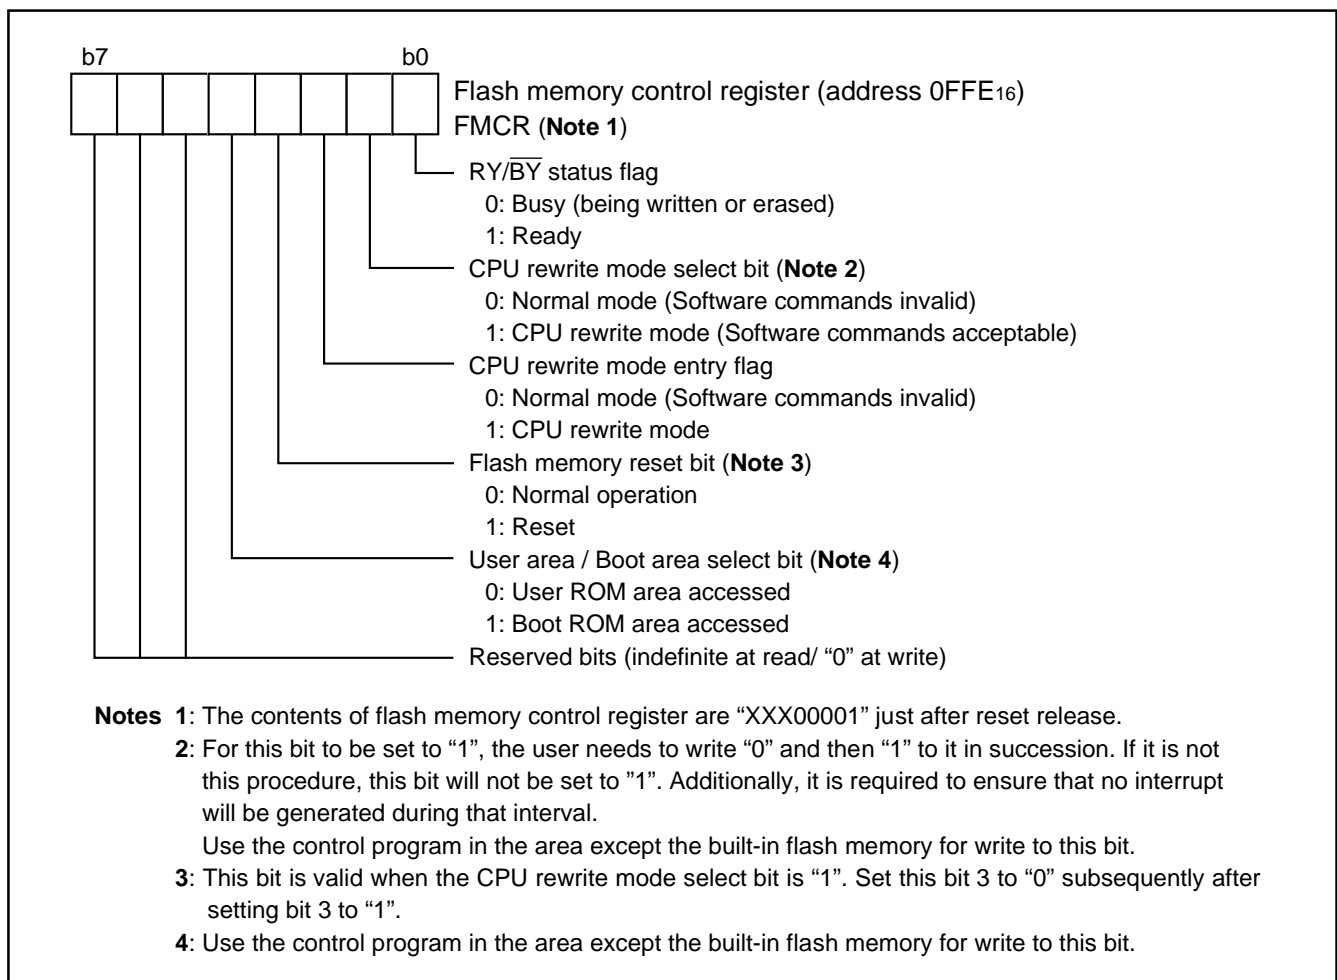 b7 b0
Flash memory control register (address 0FFE16)
FMCR (Note 1)
RY/B̅Y̅ status flag
0: Busy (being written or erased)
1: Ready
CPU rewrite mode select bit (Note 2)
0: Normal mode (Software commands invalid)
1: CPU rewrite mode (Software commands acceptable)
CPU rewrite mode entry flag
0: Normal mode (Software commands invalid)
1: CPU rewrite mode
Flash memory reset bit (Note 3)
0: Normal operation
1: Reset
User area / Boot area select bit (Note 4)
0: User ROM area accessed
1: Boot ROM area accessed
Reserved bits (indefinite at read/ “0” at write)
Notes 1: The contents of flash memory control register are “XXX00001” just after reset release.
2: For this bit to be set to “1”, the user needs to write “0” and then “1” to it in succession. If it is not
this procedure, this bit will not be set to ”1”. Additionally, it is required to ensure that no interrupt
will be generated during that interval.
Use the control program in the area except the built-in flash memory for write to this bit.
3: This bit is valid when the CPU rewrite mode select bit is “1”. Set this bit 3 to “0” subsequently after
setting bit 3 to “1”.
4: Use the control program in the area except the built-in flash memory for write to this bit.